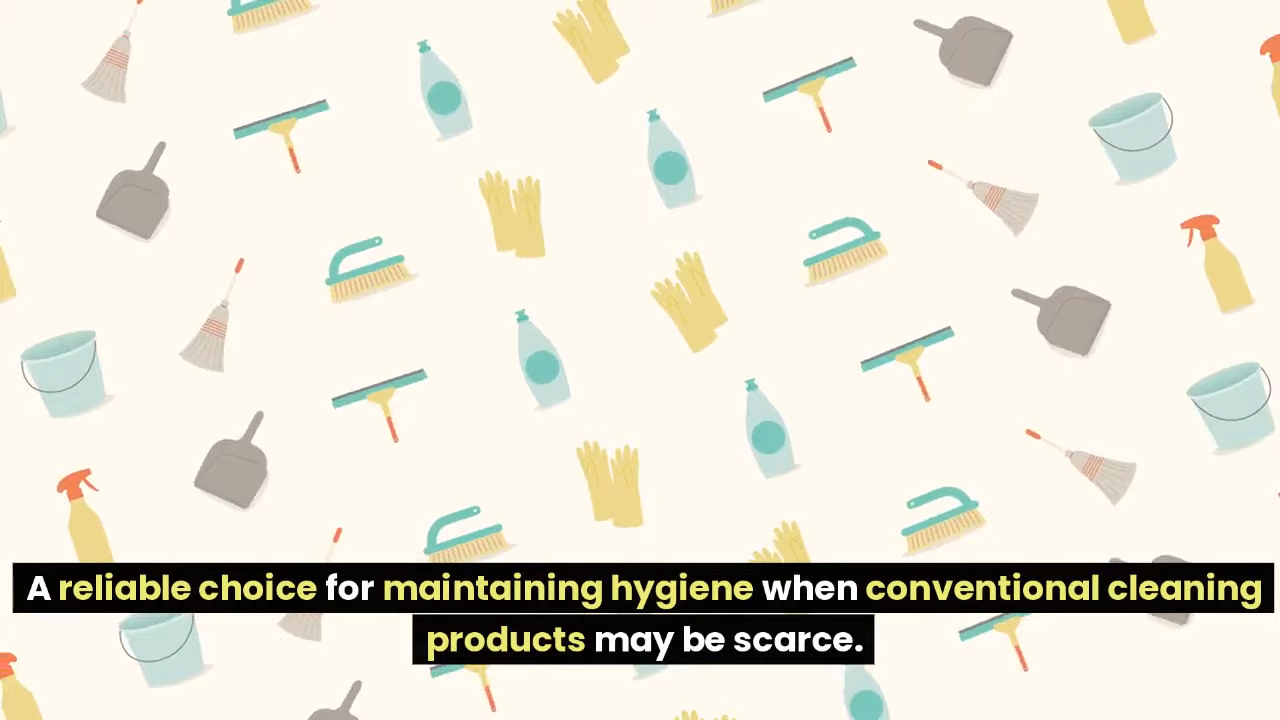 A reliable choice for maintaining hygiene when conventional cleaning
products may be scarce.